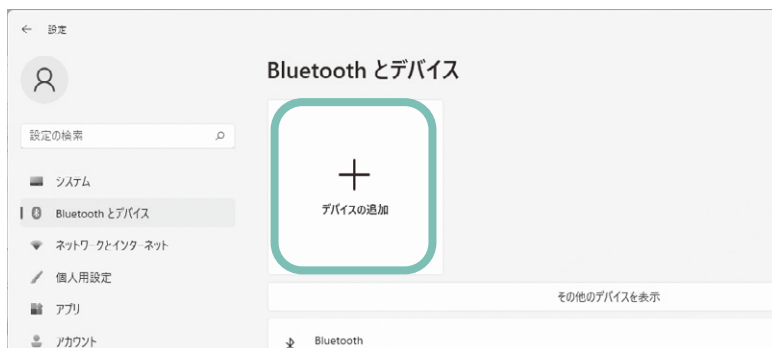 ← 設定
Bluetooth とデバイス
設定の検索
デバイスの追加
システム
Bluetooth とデバイス
ネットワークとインターネット
個人用設定
アプリ
アカウント
その他のデバイスを表示
Bluetooth